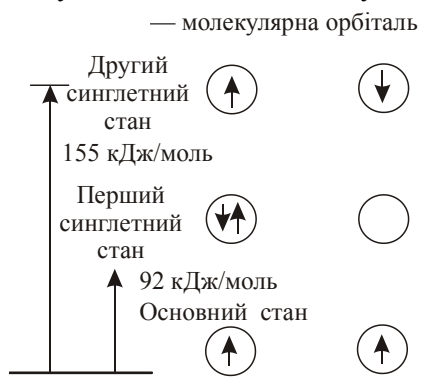 — молекулярна орбіталь
Другий
синглетний
стан
155 кДж/моль
Перший
синглетний
стан
92 кДж/моль
Основний стан